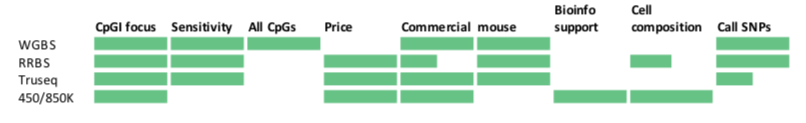 Bioinfo Cell
CpGI focus Sensitivity All CpGs Price Commercial mouse support composition Call SNPs
WGBS
RRBS
Truseq
450/850K